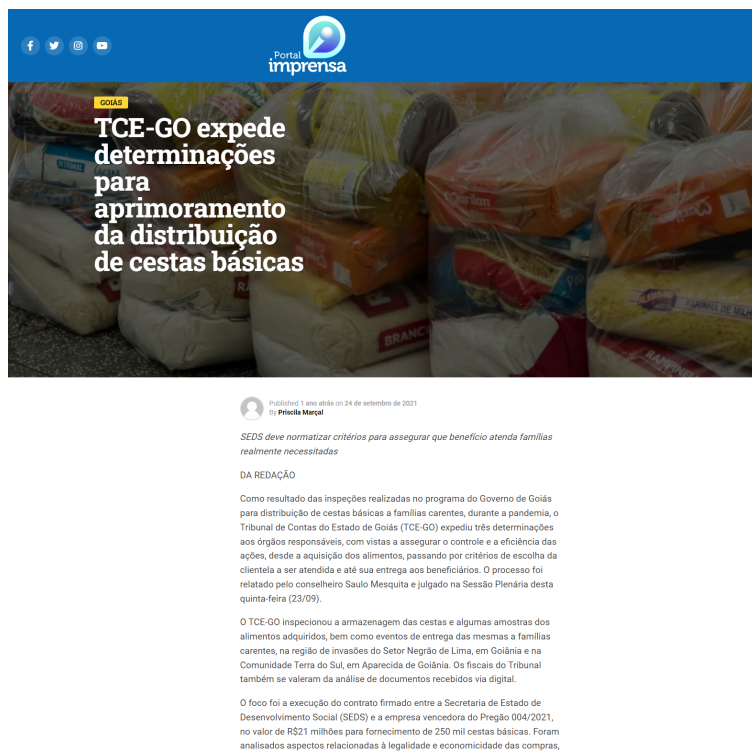 Portal
imprensa
GOIÁS
TCE-GO expede
determinações
para
aprimoramento
da distribuição
de cestas básicas
INTEGRAL
Marilan
BRANCO
FARINHA DE MILH
Published 1 ano atrás on 24 de setembro de 2021
By Priscila Marçal
SEDS deve normatizar critérios para assegurar que benefício atenda famílias
realmente necessitadas
DA REDAÇÃO
Como resultado das inspeções realizadas no programa do Governo de Goiás
para distribuição de cestas básicas a famílias carentes, durante a pandemia, o
Tribunal de Contas do Estado de Goiás (TCE-GO) expediu três determinações
aos órgãos responsáveis, com vistas a assegurar o controle e a eficiência das
ações, desde a aquisição dos alimentos, passando por critérios de escolha da
clientela a ser atendida e até sua entrega aos beneficiários. O processo foi
relatado pelo conselheiro Saulo Mesquita e julgado na Sessão Plenária desta
quinta-feira (23/09).
O TCE-GO inspecionou a armazenagem das cestas e algumas amostras dos
alimentos adquiridos, bem como eventos de entrega das mesmas a famílias
carentes, na região de invasões do Setor Negrão de Lima, em Goiânia e na
Comunidade Terra do Sul, em Aparecida de Goiânia. Os fiscais do Tribunal
também se valeram da análise de documentos recebidos via digital.
O foco foi a execução do contrato firmado entre a Secretaria de Estado de
Desenvolvimento Social (SEDS) e a empresa vencedora do Pregão 004/2021,
no valor de R$21 milhões para fornecimento de 250 mil cestas básicas. Foram
analisados aspectos relacionadas à legalidade e economicidade das compras,